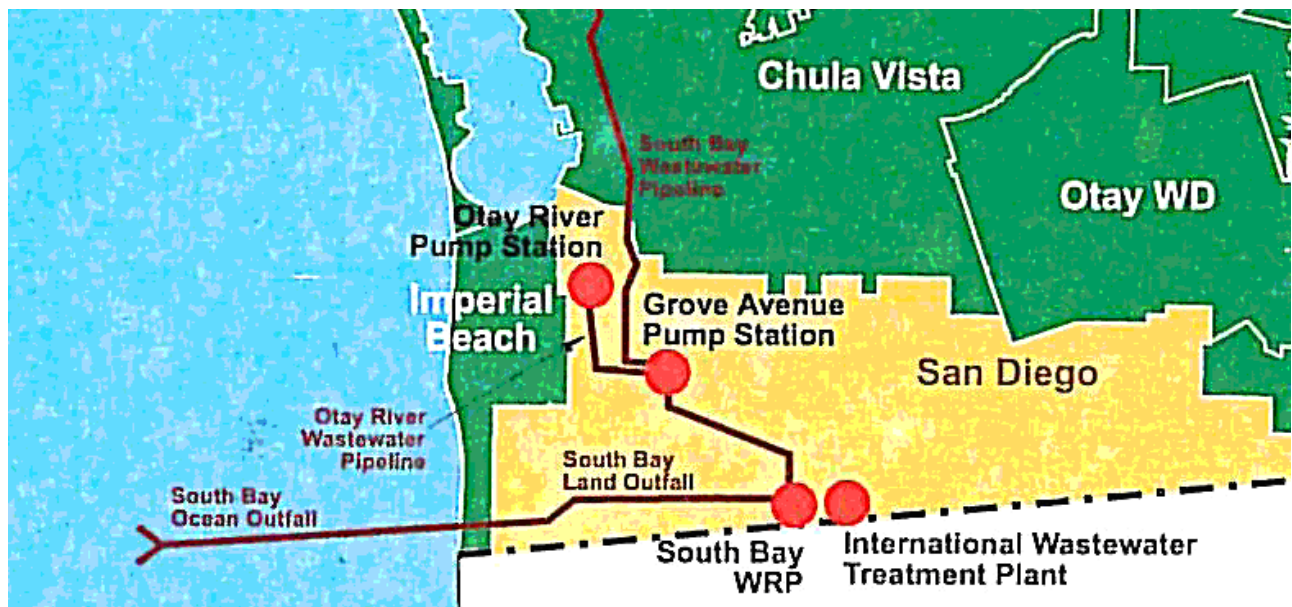 Chula Vista
South Bay
Wastewater
Pipeline
Otay WD
Otay River
Pump Station
Imperial
Beach
Grove Avenue
Pump Station
San Diego
Otay River
Wastewater
Pipeline
South Bay
Land Outfall
South Bay
Ocean Outfall
South Bay
WRP
International Wastewater
Treatment Plant